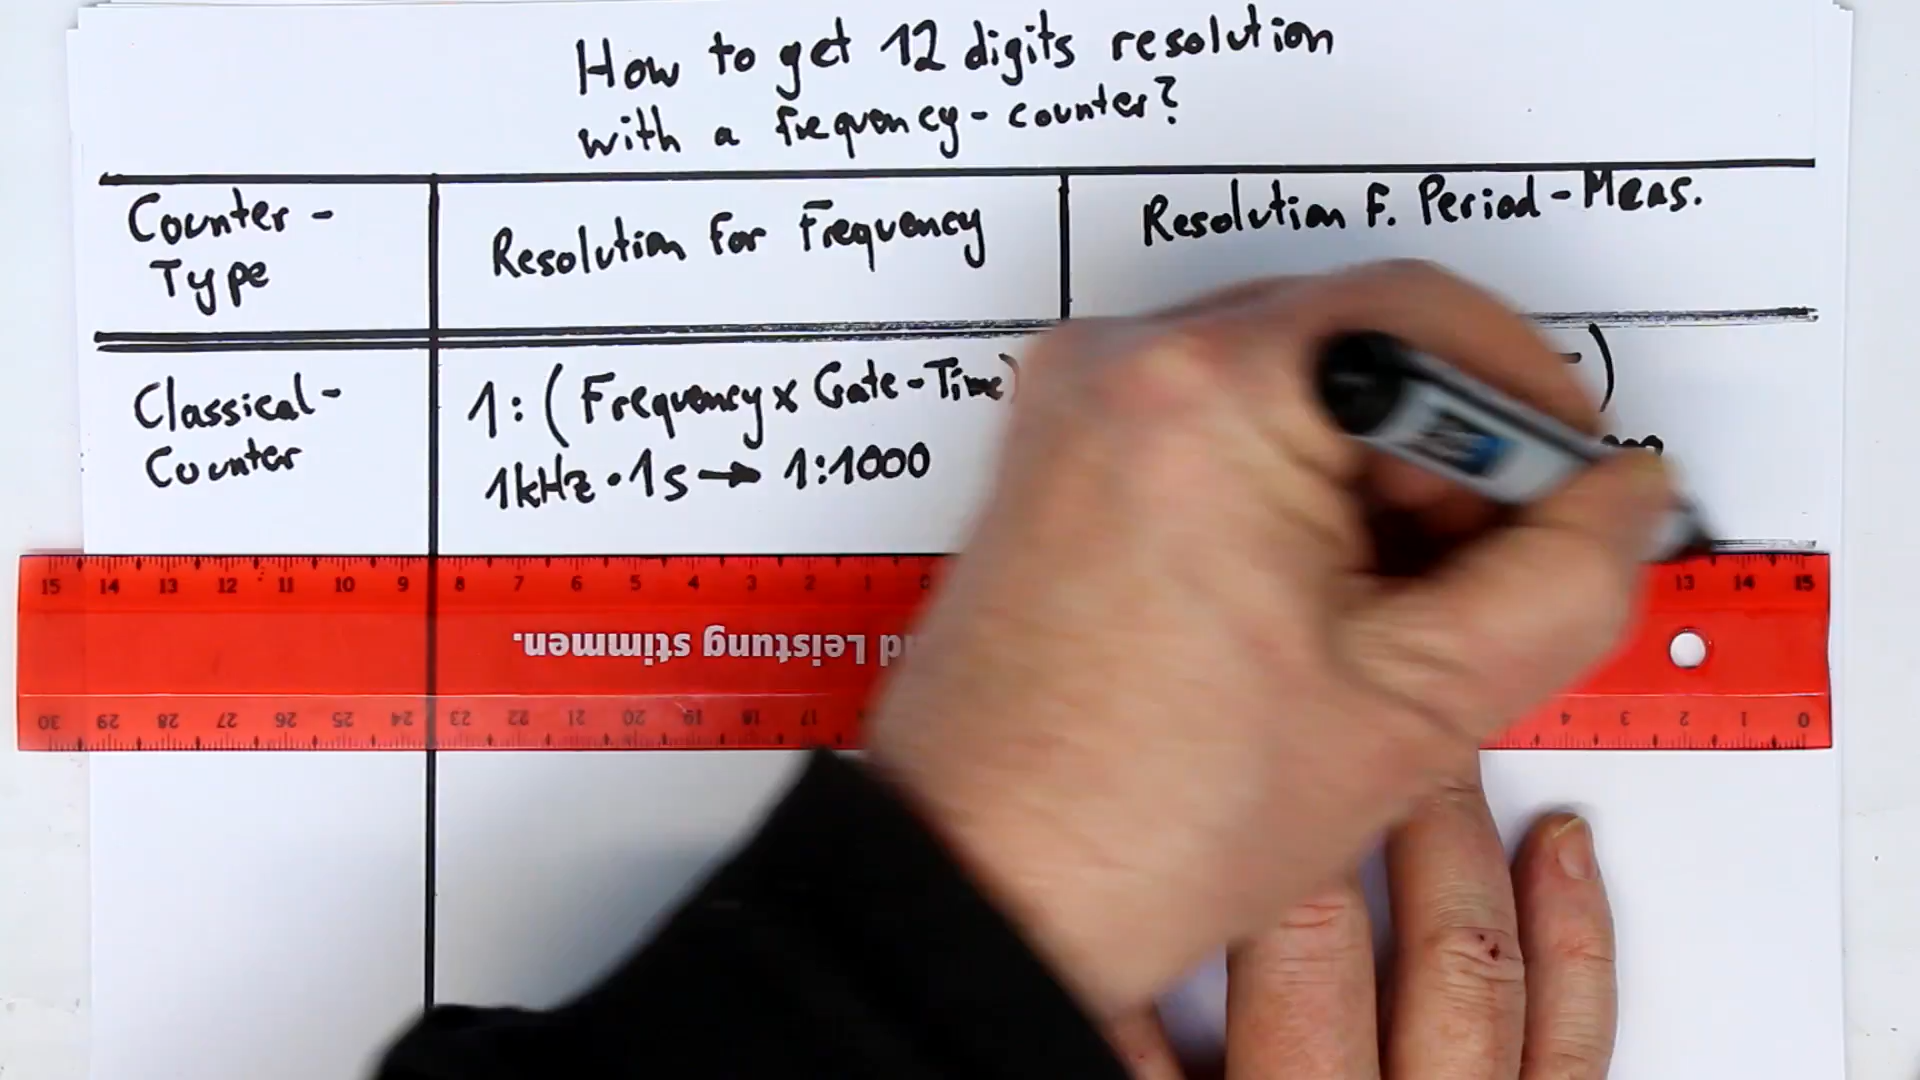 How to get 12 digits resolution
with a frequency-counter?
Counter-
Type
Resolution for Frequency
Resolution f. Period-Meas.
Classical-
Counter
1:(Frequency x Gate-Time)
1kHz·1s → 1:1000
)
15 14 13 12 11 10 9 8 7 6 5 4 3 2 1 0 13 14 15
d Leistung stimmen.
30 29 28 27 26 25 24 23 22 21 20 19 18 17 4 3 2 1 0